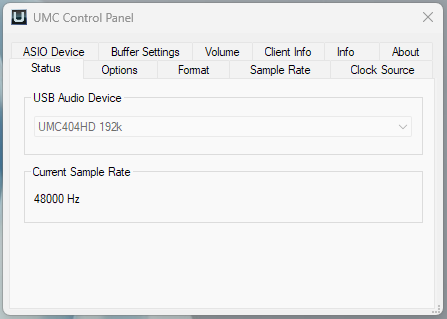 UMC Control Panel
ASIO Device Buffer Settings Volume Client Info Info About
Status Options Format Sample Rate Clock Source
USB Audio Device
UMC404HD 192k
Current Sample Rate
48000 Hz